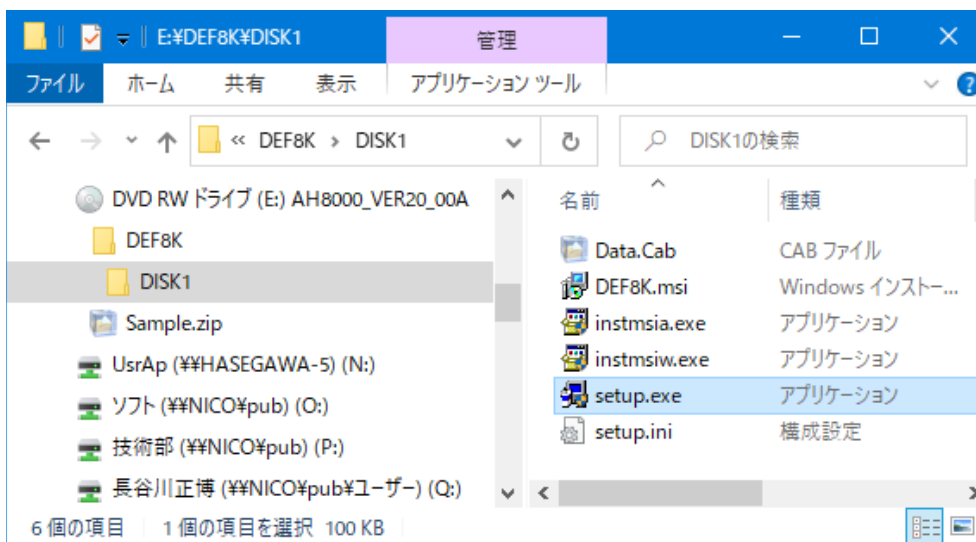 E:¥DEF8K¥DISK1
管理
ファイル ホーム 共有 表示 アプリケーション ツール
« DEF8K > DISK1
DISK1の検索
DVD RW ドライブ (E:) AH8000_VER20_00A
DEF8K
DISK1
Sample.zip
UsrAp (¥¥HASEGAWA-5) (N:)
ソフト (¥¥NICO¥pub) (O:)
技術部 (¥¥NICO¥pub) (P:)
長谷川正博 (¥¥NICO¥pub¥ユーザー) (Q:)
名前 種類
Data.Cab CAB ファイル
DEF8K.msi Windows インストー...
instmsia.exe アプリケーション
instmsiw.exe アプリケーション
setup.exe アプリケーション
setup.ini 構成設定
6 個の項目 1 個の項目を選択 100 KB